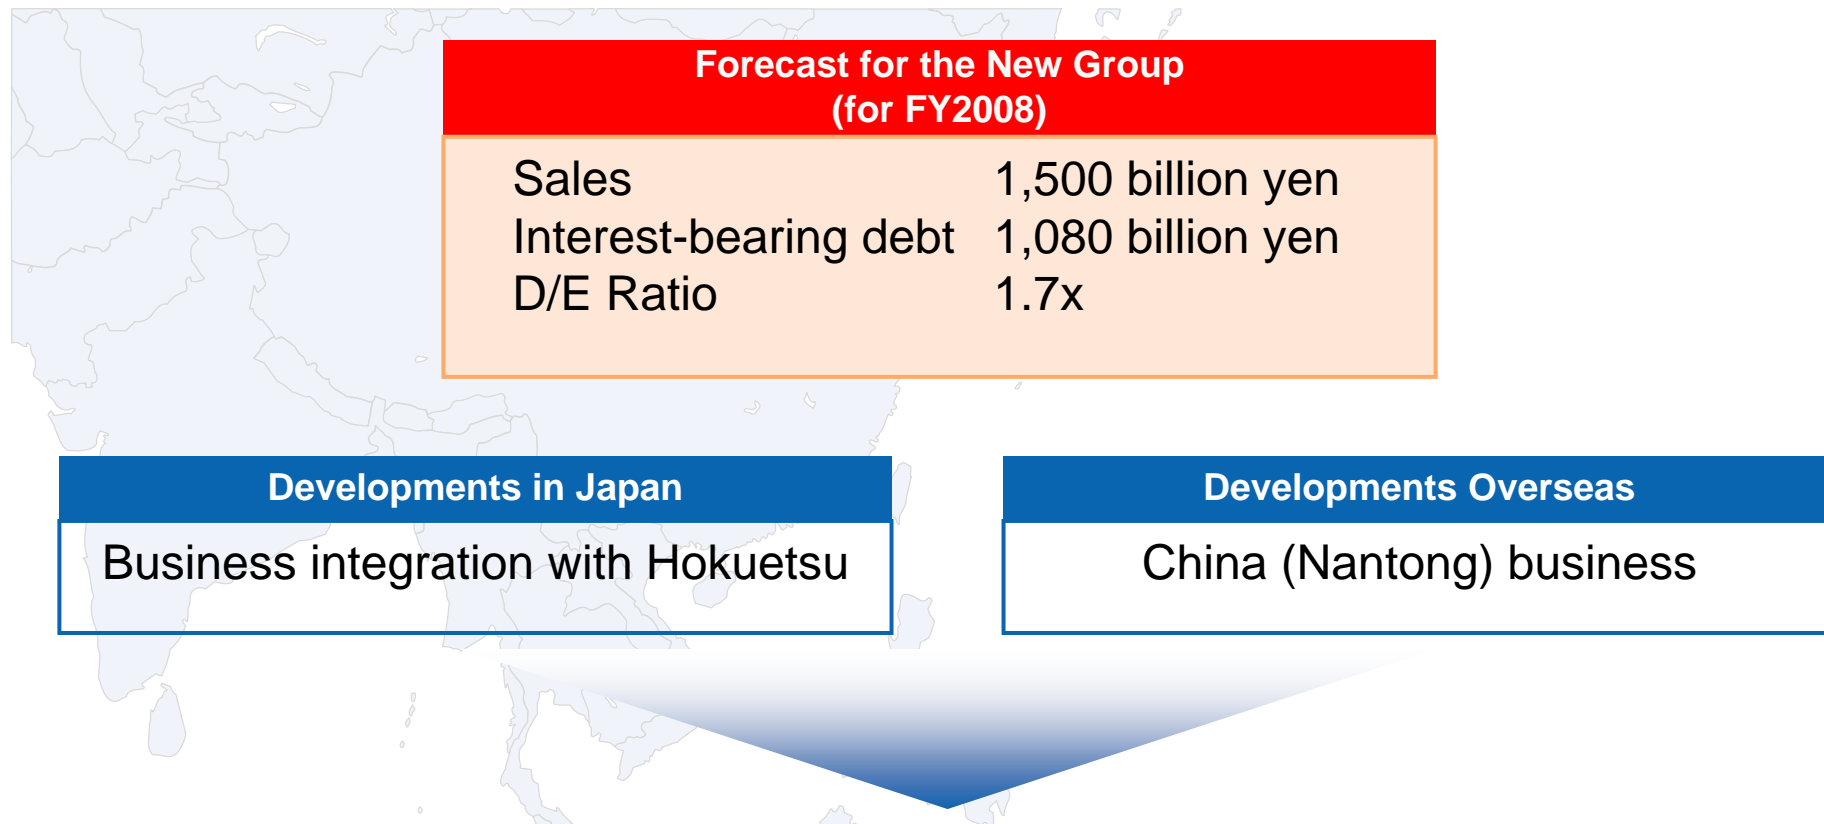 Forecast for the New Group
(for FY2008)
Sales 1,500 billion yen
Interest-bearing debt 1,080 billion yen
D/E Ratio 1.7x
Developments in Japan
Business integration with Hokuetsu
Developments Overseas
China (Nantong) business